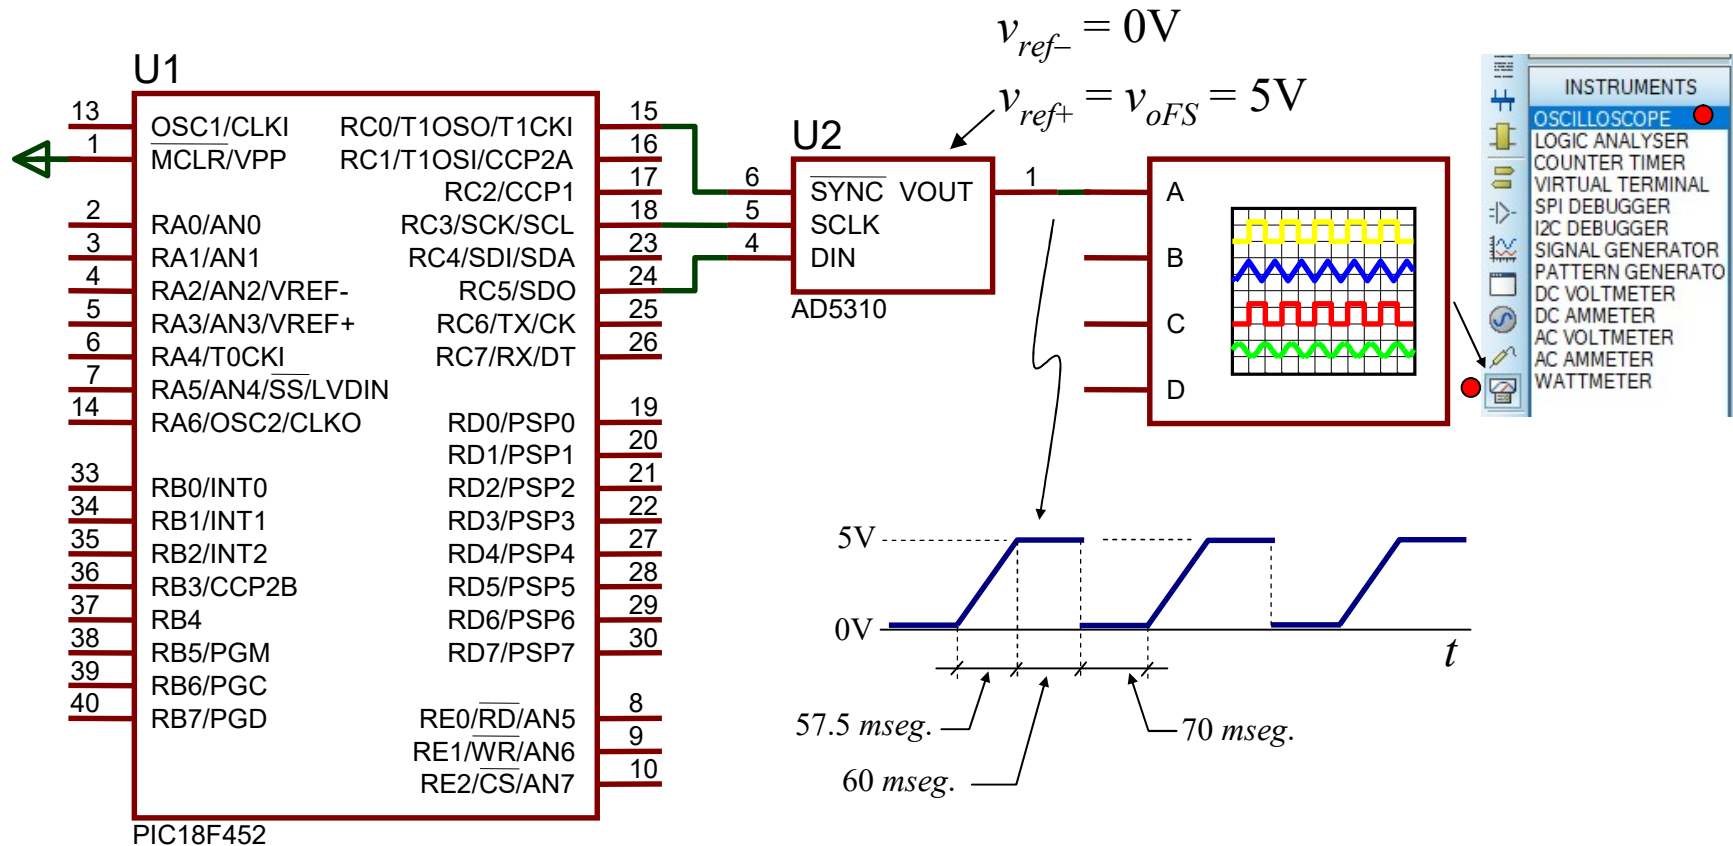 v_ref– = 0V
v_ref+ = v_oFS = 5V
U1
13 OSC1/CLKI
1 MCLR/VPP
2 RA0/AN0
3 RA1/AN1
4 RA2/AN2/VREF-
5 RA3/AN3/VREF+
6 RA4/T0CKI
7 RA5/AN4/SS/LVDIN
14 RA6/OSC2/CLKO
33 RB0/INT0
34 RB1/INT1
35 RB2/INT2
36 RB3/CCP2B
37 RB4
38 RB5/PGM
39 RB6/PGC
40 RB7/PGD
RC0/T1OSO/T1CKI 15
RC1/T1OSI/CCP2A 16
RC2/CCP1 17
RC3/SCK/SCL 18
RC4/SDI/SDA 23
RC5/SDO 24
RC6/TX/CK 25
RC7/RX/DT 26
RD0/PSP0 19
RD1/PSP1 20
RD2/PSP2 21
RD3/PSP3 22
RD4/PSP4 27
RD5/PSP5 28
RD6/PSP6 29
RD7/PSP7 30
RE0/RD/AN5 8
RE1/WR/AN6 9
RE2/CS/AN7 10
PIC18F452
U2
6 SYNC VOUT 1
5 SCLK
4 DIN
AD5310
A
B
C
D
INSTRUMENTS
OSCILLOSCOPE
LOGIC ANALYSER
COUNTER TIMER
VIRTUAL TERMINAL
SPI DEBUGGER
I2C DEBUGGER
SIGNAL GENERATOR
PATTERN GENERATO
DC VOLTMETER
DC AMMETER
AC VOLTMETER
AC AMMETER
WATTMETER
5V
0V
t
57.5 mseg.
70 mseg.
60 mseg.